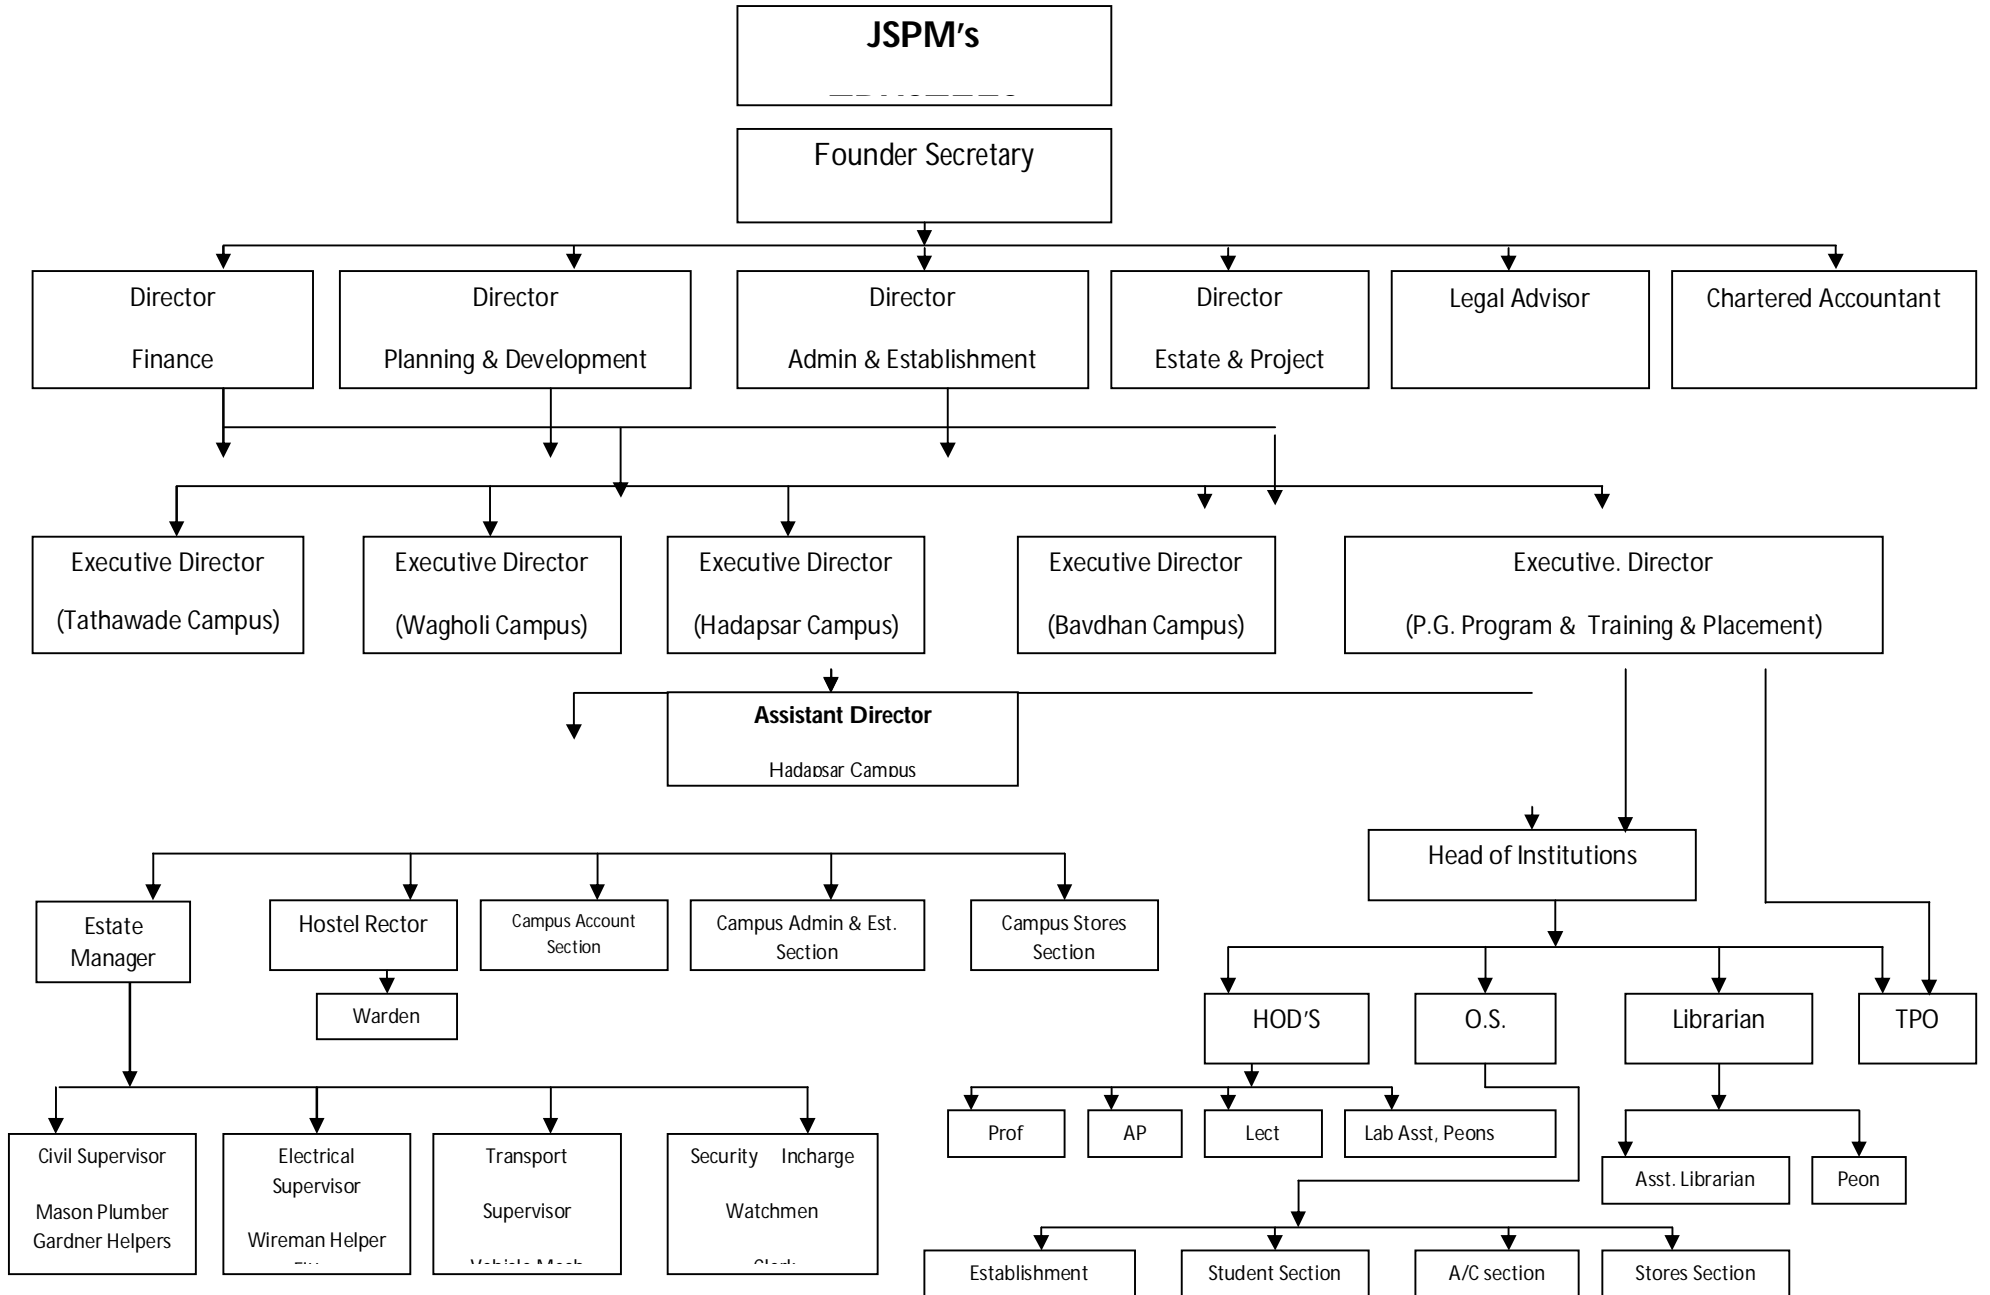 JSPM's
Founder Secretary
Director
Finance
Director
Planning & Development
Director
Admin & Establishment
Director
Estate & Project
Legal Advisor
Chartered Accountant
Executive Director
(Tathawade Campus)
Executive Director
(Wagholi Campus)
Executive Director
(Hadapsar Campus)
Executive Director
(Bavdhan Campus)
Executive. Director
(P.G. Program & Training & Placement)
Assistant Director
Hadapsar Campus
Head of Institutions
Estate
Manager
Hostel Rector
Campus Account
Section
Campus Admin & Est.
Section
Campus Stores
Section
Warden
HOD'S
O.S.
Librarian
TPO
Prof
AP
Lect
Lab Asst, Peons
Asst. Librarian
Peon
Civil Supervisor
Mason Plumber
Gardner Helpers
Electrical
Supervisor
Wireman Helper
Transport
Supervisor
Vehicle Mech
Security Incharge
Watchmen
Clerk
Establishment
Student Section
A/C section
Stores Section